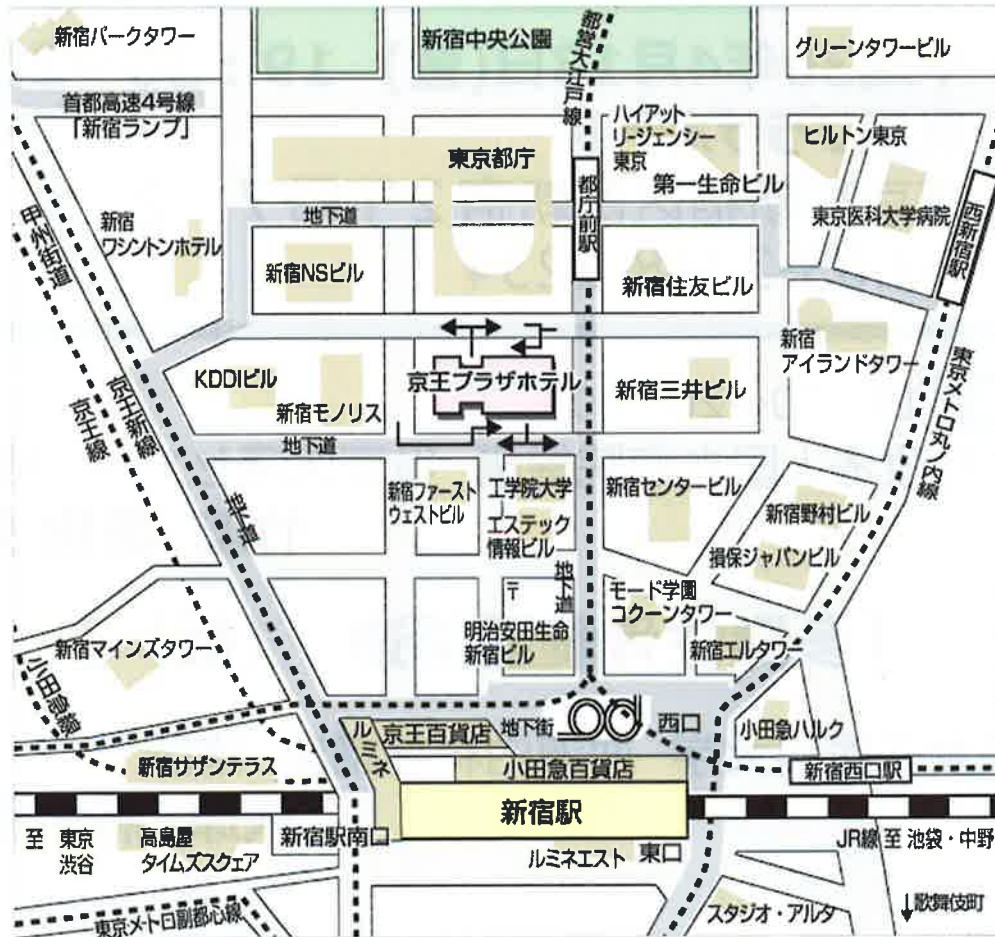 新宿パークタワー
新宿中央公園
都営大江戸線
グリーンタワービル
首都高速4号線
「新宿ランプ」
ハイアット
リージェンシー
東京
ヒルトン東京
東京都庁
都庁前駅
第一生命ビル
東京医科大学病院
西新宿駅
甲州街道
新宿
ワシントンホテル
地下道
新宿NSビル
新宿住友ビル
新宿
アイランドタワー
東京メトロ丸ノ内線
KDDIビル
新宿モノリス
京王プラザホテル
新宿三井ビル
京王新線
京王線
地下道
地下道
新宿ファースト
ウェストビル
工学院大学
エステック
情報ビル
新宿センタービル
新宿野村ビル
損保ジャパンビル
地下道
〒
モード学園
コクーンタワー
明治安田生命
新宿ビル
新宿エルタワー
新宿マインズタワー
小田急線
ルミネ
京王百貨店
地下街
西口
小田急ハルク
新宿サザンテラス
小田急百貨店
新宿西口駅
新宿駅
至 東京
渋谷
高島屋
タイムズスクェア
新宿駅南口
ルミネエスト
東口
JR線 至 池袋・中野
東京メトロ副都心線
スタジオ・アルタ
↓歌舞伎町